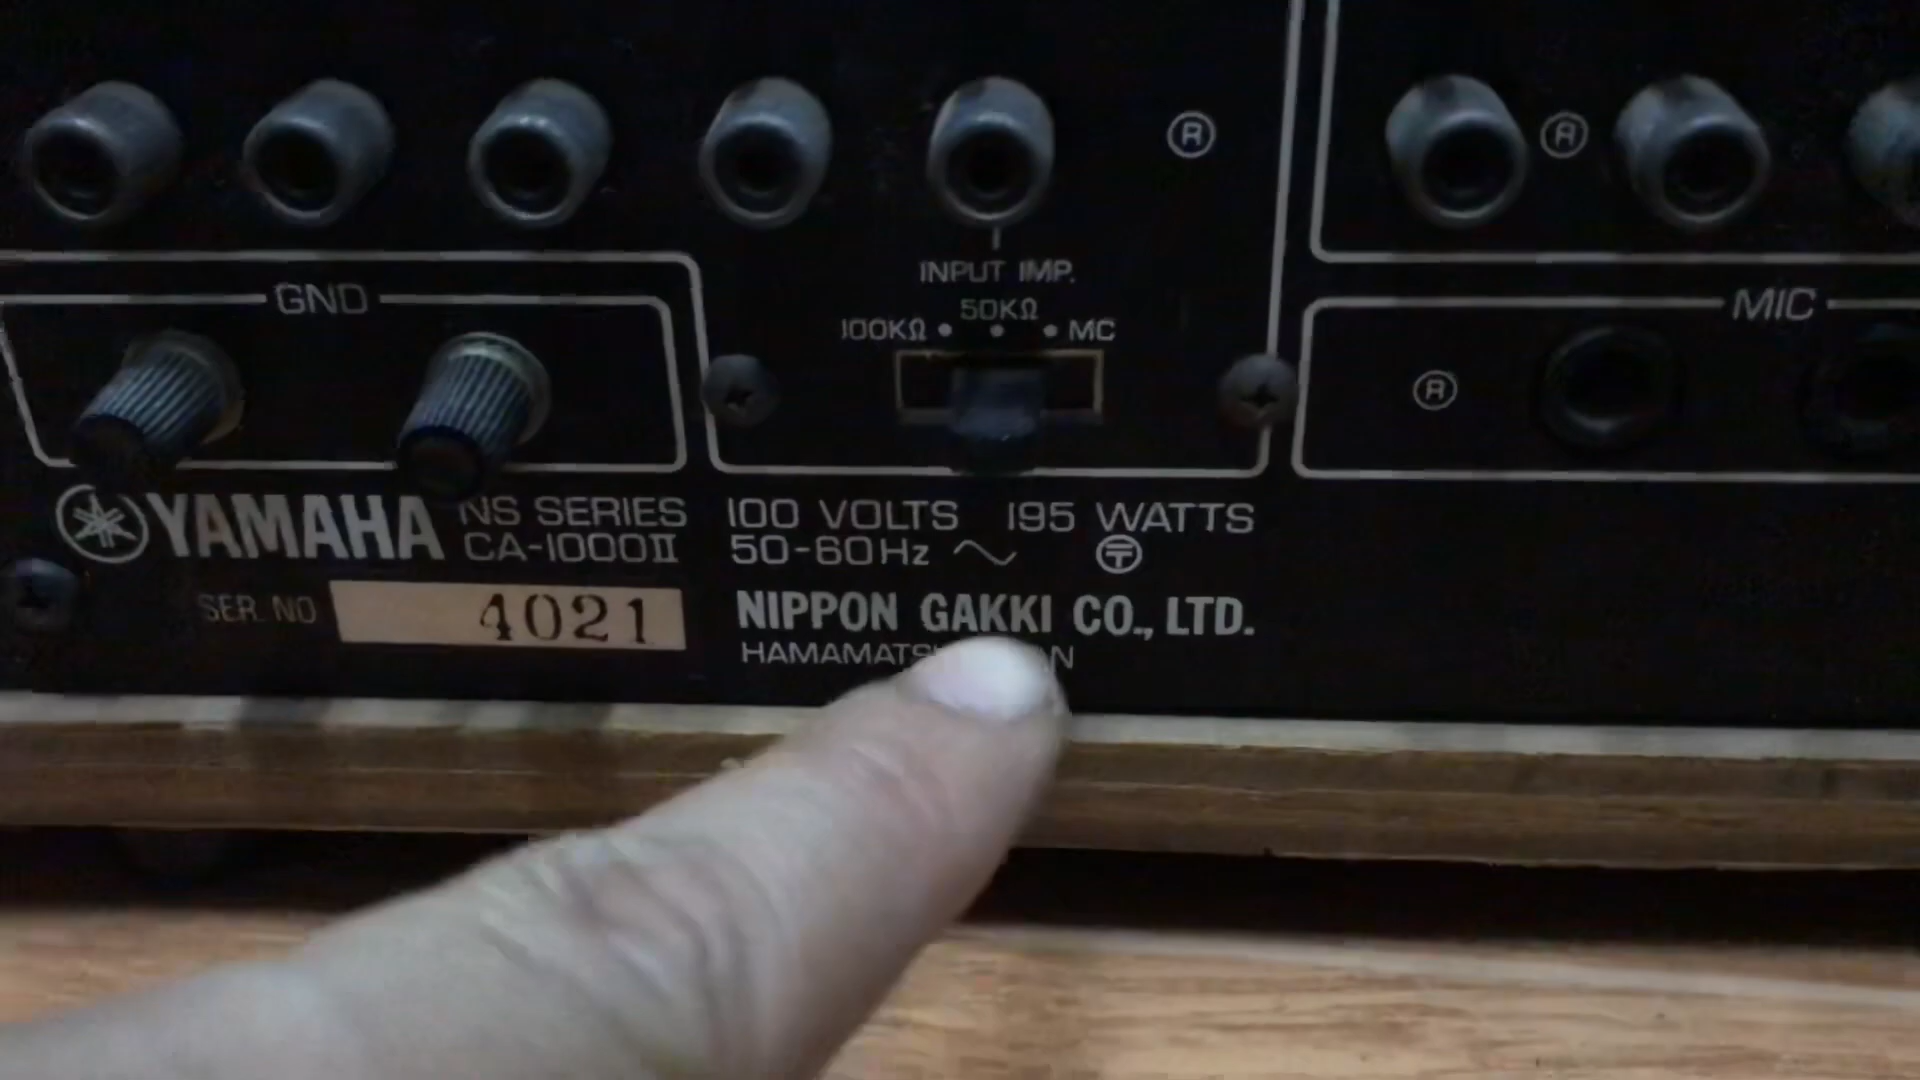 Ⓡ Ⓡ
INPUT IMP.
50KΩ
100KΩ • • • MC
GND
MIC
Ⓡ
YAMAHA NS SERIES
CA-1000II
SER. NO 4021
100 VOLTS 195 WATTS
50-60Hz
NIPPON GAKKI CO., LTD.